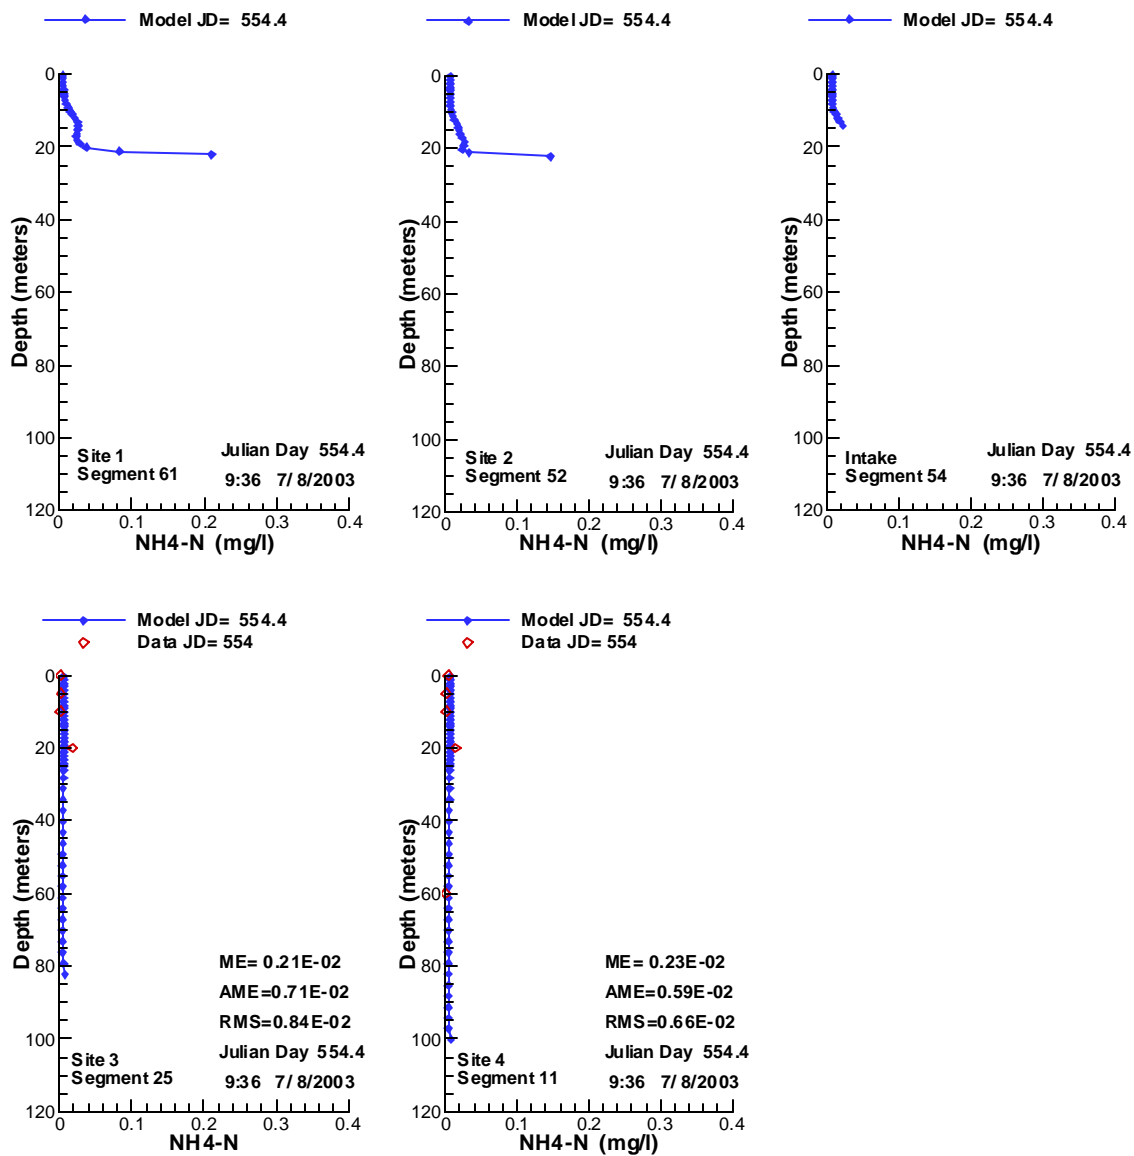 Model JD= 554.4
0
20
40
60
80
100
120
Depth (meters)
Site 1
Segment 61
Julian Day 554.4
9:36 7/ 8/2003
0 0.1 0.2 0.3 0.4
NH4-N (mg/l)
Model JD= 554.4
0
20
40
60
80
100
120
Depth (meters)
Site 2
Segment 52
Julian Day 554.4
9:36 7/ 8/2003
0 0.1 0.2 0.3 0.4
NH4-N (mg/l)
Model JD= 554.4
0
20
40
60
80
100
120
Depth (meters)
Intake
Segment 54
Julian Day 554.4
9:36 7/ 8/2003
0 0.1 0.2 0.3 0.4
NH4-N (mg/l)
Model JD= 554.4
Data JD= 554
0
20
40
60
80
100
120
Depth (meters)
ME= 0.21E-02
AME=0.71E-02
RMS=0.84E-02
Site 3
Segment 25
Julian Day 554.4
9:36 7/ 8/2003
0 0.1 0.2 0.3 0.4
NH4-N
Model JD= 554.4
Data JD= 554
0
20
40
60
80
100
120
Depth (meters)
ME= 0.23E-02
AME=0.59E-02
RMS=0.66E-02
Site 4
Segment 11
Julian Day 554.4
9:36 7/ 8/2003
0 0.1 0.2 0.3 0.4
NH4-N (mg/l)